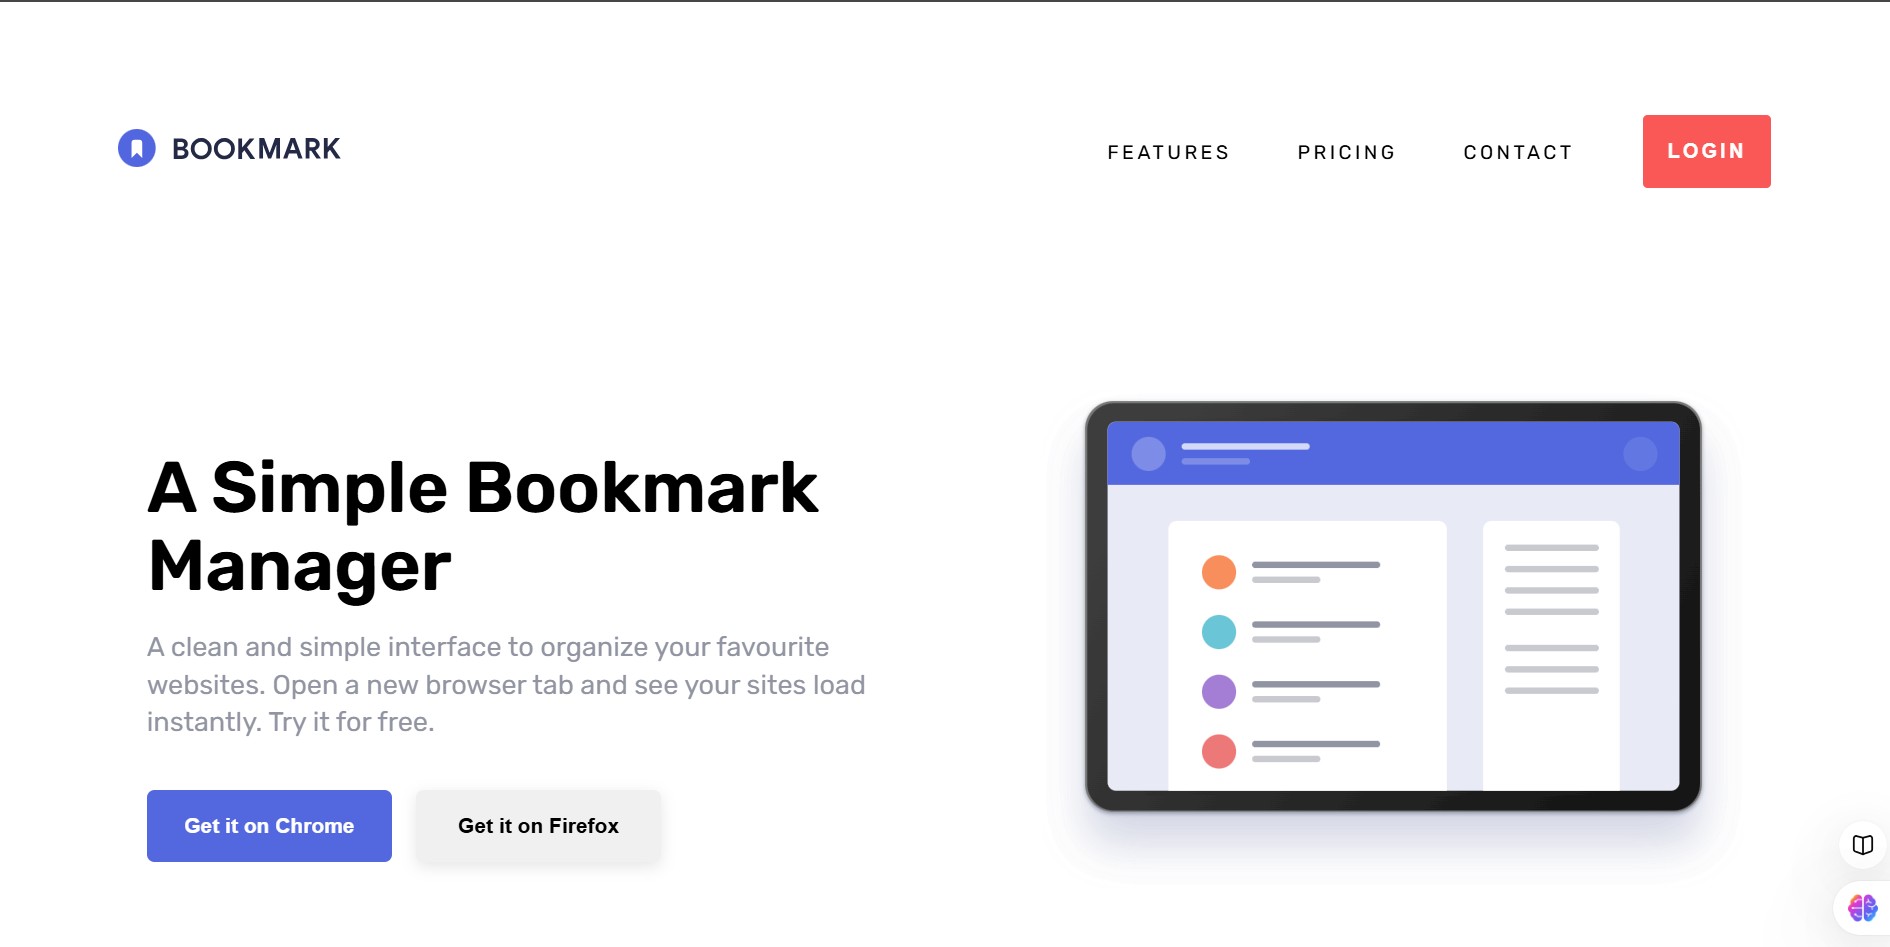 BOOKMARK
FEATURES
PRICING
CONTACT
LOGIN
A Simple Bookmark
Manager
A clean and simple interface to organize your favourite
websites. Open a new browser tab and see your sites load
instantly. Try it for free.
Get it on Chrome
Get it on Firefox